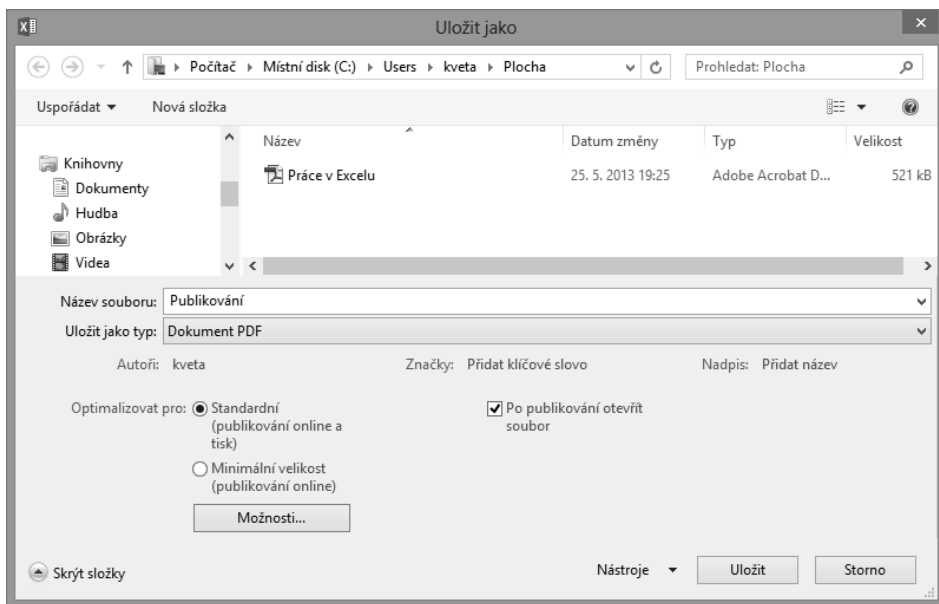 Uložit jako
Počítač Místní disk (C:) Users kveta Plocha Prohledat: Plocha
Uspořádat Nová složka
Název Datum změny Typ Velikost
Knihovny
Dokumenty
Hudba
Obrázky
Videa
Práce v Excelu 25. 5. 2013 19:25 Adobe Acrobat D... 521 kB
Název souboru: Publikování
Uložit jako typ: Dokument PDF
Autoři: kveta Značky: Přidat klíčové slovo Nadpis: Přidat název
Optimalizovat pro: Standardní
(publikování online a
tisk)
Minimální velikost
(publikování online)
Po publikování otevřít
soubor
Možnosti...
Skrýt složky Nástroje Uložit Storno